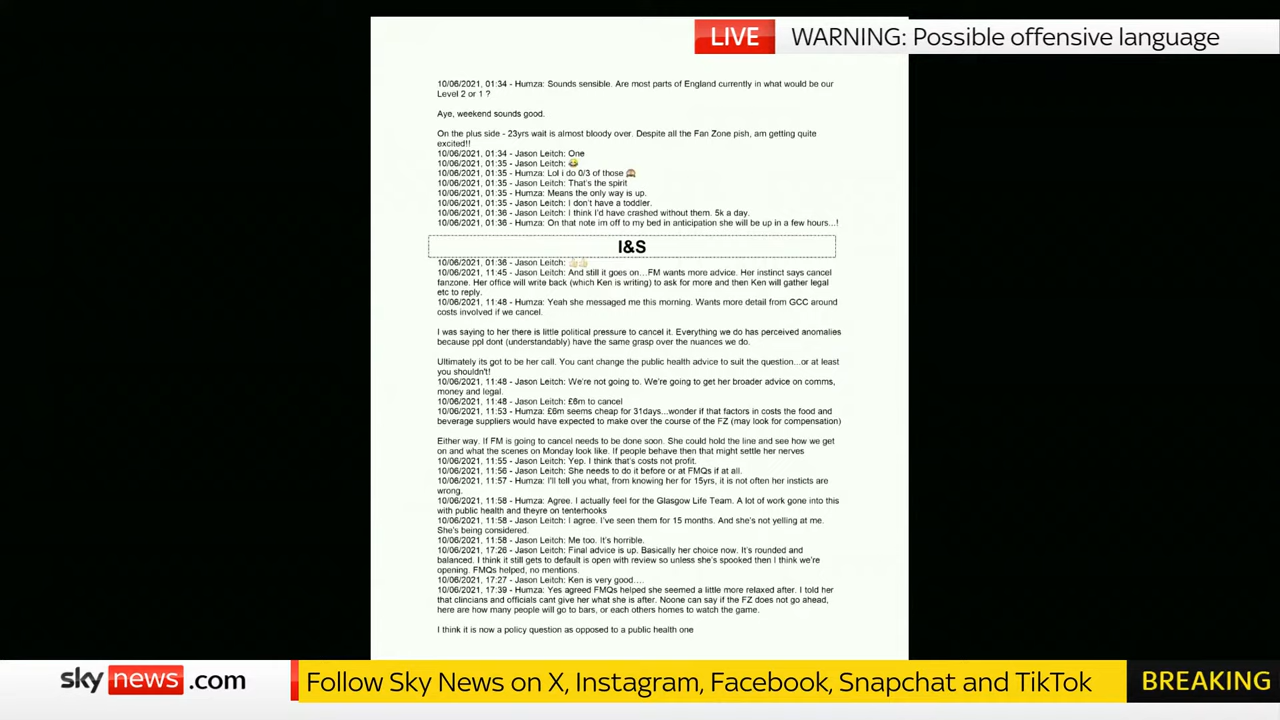 LIVE WARNING: Possible offensive language
10/06/2021, 01:34 - Humza: Sounds sensible. Are most parts of England currently in what would be our
Level 2 or 1 ?
Aye, weekend sounds good.
On the plus side - 23yrs wait is almost bloody over. Despite all the Fan Zone pish, am getting quite
excited!!
10/06/2021, 01:34 - Jason Leitch: One
10/06/2021, 01:35 - Jason Leitch: 😂
10/06/2021, 01:35 - Humza: Lol i do 0/3 of those 🙈
10/06/2021, 01:35 - Jason Leitch: That's the spirit
10/06/2021, 01:35 - Humza: Means the only way is up.
10/06/2021, 01:35 - Jason Leitch: I don't have a toddler.
10/06/2021, 01:36 - Jason Leitch: I think I'd have crashed without them. 5k a day.
10/06/2021, 01:36 - Humza: On that note im off to my bed in anticipation she will be up in a few hours...!
I&S
10/06/2021, 01:36 - Jason Leitch: 👍🏻👍🏻
10/06/2021, 11:45 - Jason Leitch: And still it goes on…FM wants more advice. Her instinct says cancel
fanzone. Her office will write back (which Ken is writing) to ask for more and then Ken will gather legal
etc to reply.
10/06/2021, 11:48 - Humza: Yeah she messaged me this morning. Wants more detail from GCC around
costs involved if we cancel.
I was saying to her there is little political pressure to cancel it. Everything we do has perceived anomalies
because ppl dont (understandably) have the same grasp over the nuances we do.
Ultimately its got to be her call. You cant change the public health advice to suit the question...or at least
you shouldn't!
10/06/2021, 11:48 - Jason Leitch: We're not going to. We're going to get her broader advice on comms,
money and legal.
10/06/2021, 11:48 - Jason Leitch: £6m to cancel
10/06/2021, 11:53 - Humza: £6m seems cheap for 31days...wonder if that factors in costs the food and
beverage suppliers would have expected to make over the course of the FZ (may look for compensation)
Either way. If FM is going to cancel needs to be done soon. She could hold the line and see how we get
on and what the scenes on Monday look like. If people behave then that might settle her nerves
10/06/2021, 11:55 - Jason Leitch: Yep. I think that's costs not profit.
10/06/2021, 11:56 - Jason Leitch: She needs to do it before or at FMQs if at all.
10/06/2021, 11:57 - Humza: I'll tell you what, from knowing her for 15yrs, it is not often her insticts are
wrong.
10/06/2021, 11:58 - Humza: Agree. I actually feel for the Glasgow Life Team. A lot of work gone into this
with public health and theyre on tenterhooks
10/06/2021, 11:58 - Jason Leitch: I agree. I've seen them for 15 months. And she's not yelling at me.
She's being considered.
10/06/2021, 11:58 - Jason Leitch: Me too. It's horrible.
10/06/2021, 17:26 - Jason Leitch: Final advice is up. Basically her choice now. It's rounded and
balanced. I think it still gets to default is open with review so unless she's spooked then I think we're
opening. FMQs helped, no mentions.
10/06/2021, 17:27 - Jason Leitch: Ken is very good….
10/06/2021, 17:39 - Humza: Yes agreed FMQs helped she seemed a little more relaxed after. I told her
that clincians and officials cant give her what she is after. Noone can say if the FZ does not go ahead,
here are how many people will go to bars, or each others homes to watch the game.
I think it is now a policy question as opposed to a public health one
sky news .com Follow Sky News on X, Instagram, Facebook, Snapchat and TikTok BREAKING